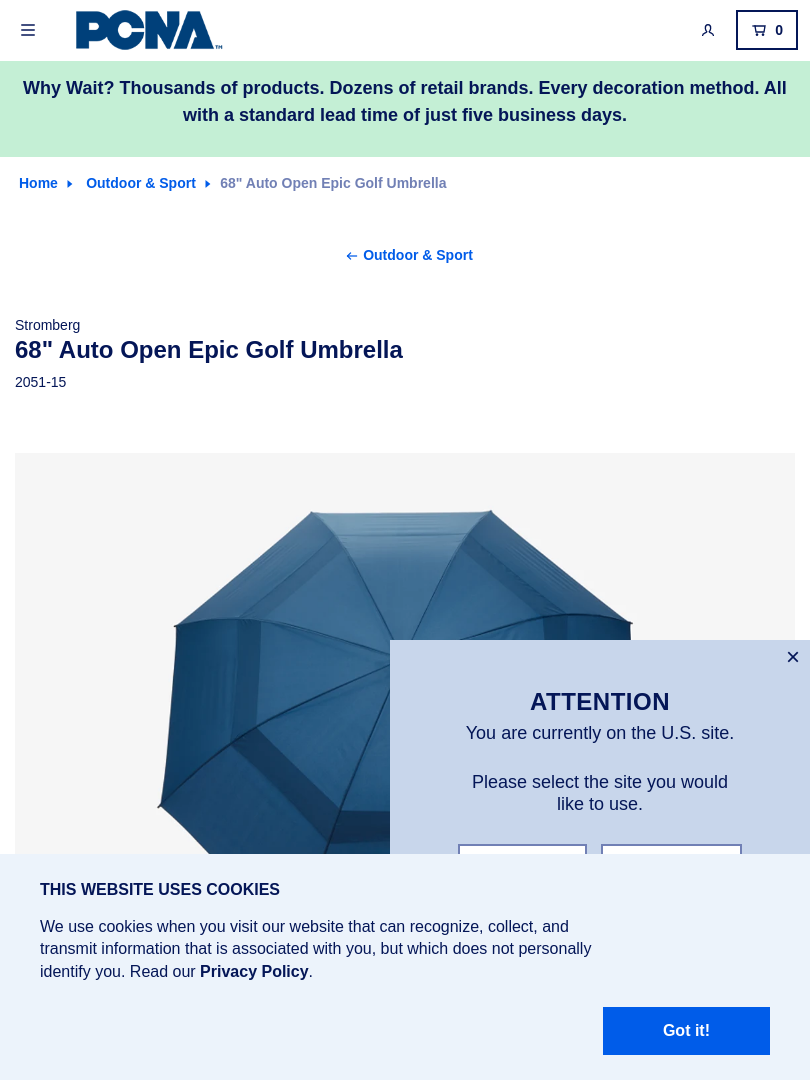 PCNA™
0
Why Wait? Thousands of products. Dozens of retail brands. Every decoration method. All
with a standard lead time of just five business days.
Home Outdoor & Sport 68" Auto Open Epic Golf Umbrella
Outdoor & Sport
Stromberg
68" Auto Open Epic Golf Umbrella
2051-15
ATTENTION
You are currently on the U.S. site.
Please select the site you would
like to use.
THIS WEBSITE USES COOKIES
We use cookies when you visit our website that can recognize, collect, and
transmit information that is associated with you, but which does not personally
identify you. Read our Privacy Policy.
Got it!